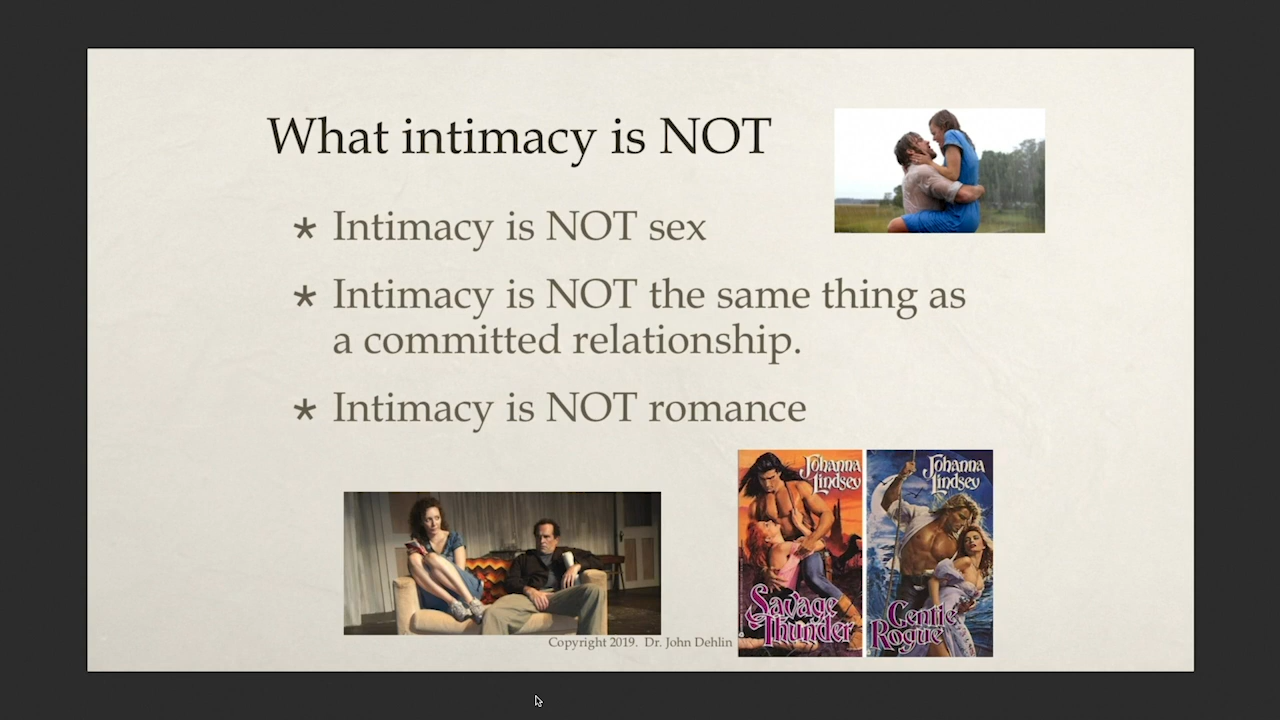 What intimacy is NOT
* Intimacy is NOT sex
* Intimacy is NOT the same thing as
a committed relationship.
* Intimacy is NOT romance
Johanna
Lindsey
Savage
Thunder
Johanna
Lindsey
Gentle
Rogue
Copyright 2019. Dr. John Dehlin